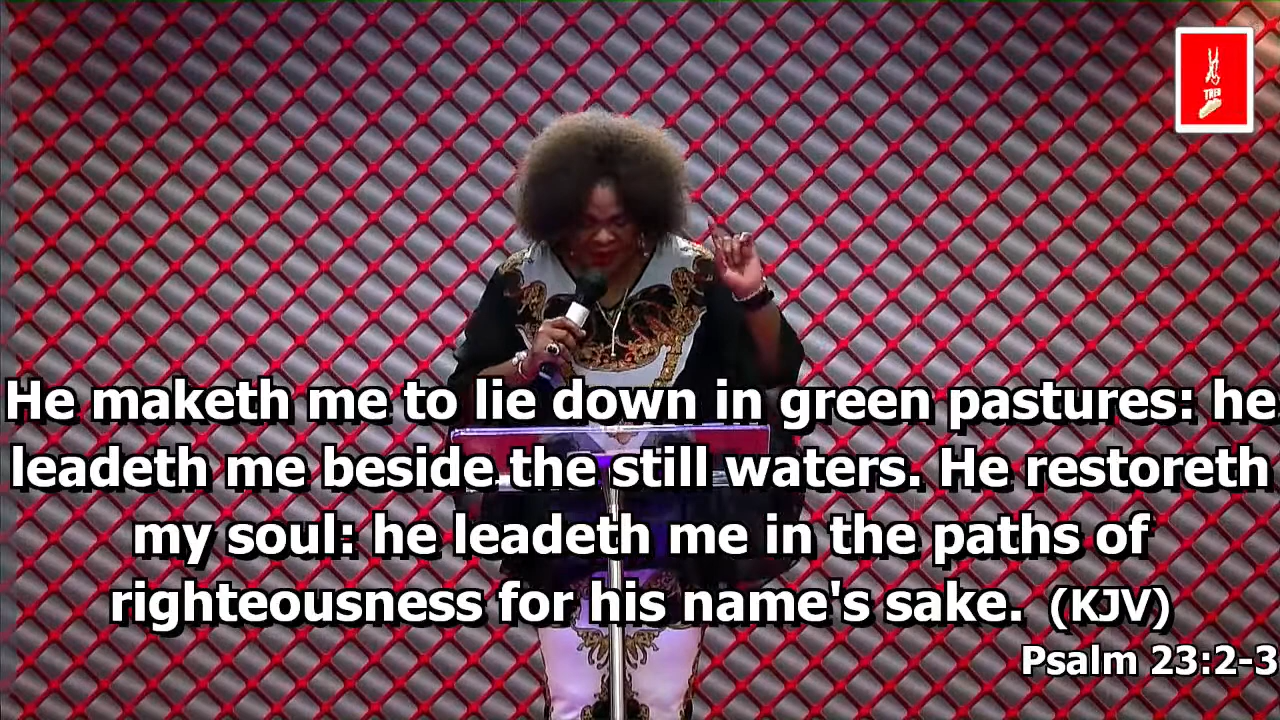 TREM
He maketh me to lie down in green pastures: he
leadeth me beside the still waters. He restoreth
my soul: he leadeth me in the paths of
righteousness for his name's sake. (KJV)
Psalm 23:2-3